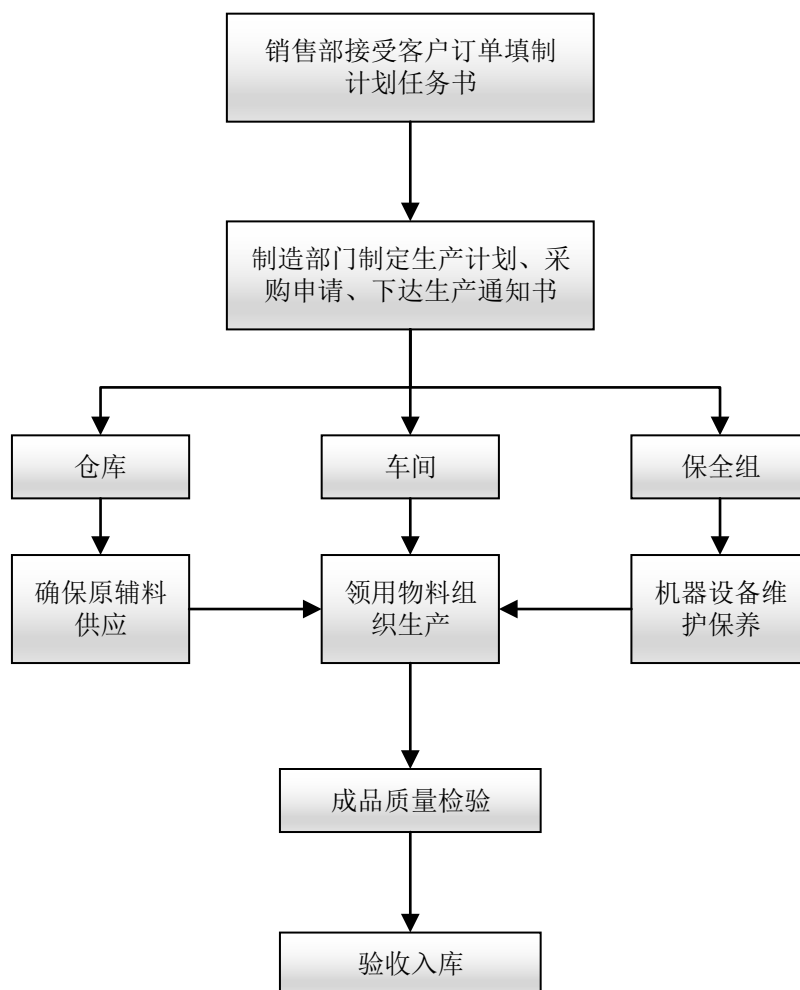 销售部接受客户订单填制
计划任务书
制造部门制定生产计划、采
购申请、下达生产通知书
仓库
车间
保全组
确保原辅料
供应
领用物料组
织生产
机器设备维
护保养
成品质量检验
验收入库